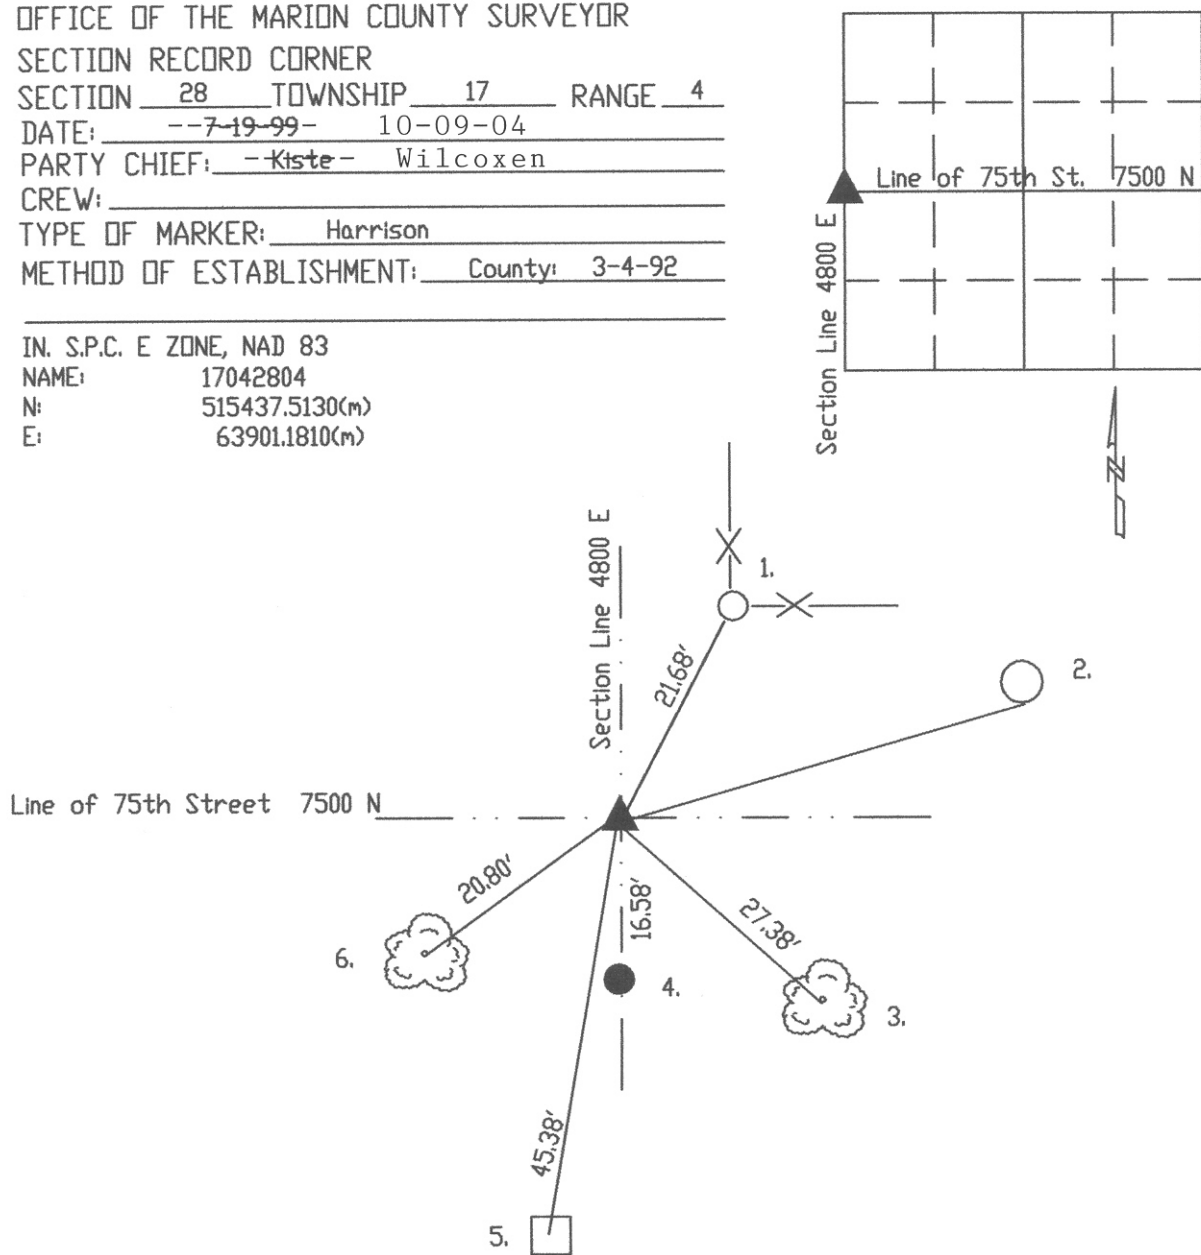 OFFICE OF THE MARION COUNTY SURVEYOR
SECTION RECORD CORNER
SECTION 28 TOWNSHIP 17 RANGE 4
DATE: --7-19-99- 10-09-04
PARTY CHIEF: --Kiste- Wilcoxen
CREW:
TYPE OF MARKER: Harrison
METHOD OF ESTABLISHMENT: County: 3-4-92
IN. S.P.C. E ZONE, NAD 83
NAME: 17042804
N: 515437.5130(m)
E: 63901.1810(m)
Line of 75th St. 7500 N
Section Line 4800 E
N
Section Line 4800 E
1.
21.68'
2.
Line of 75th Street 7500 N
20.80'
16.58'
27.38'
6.
4.
3.
45.38'
5.